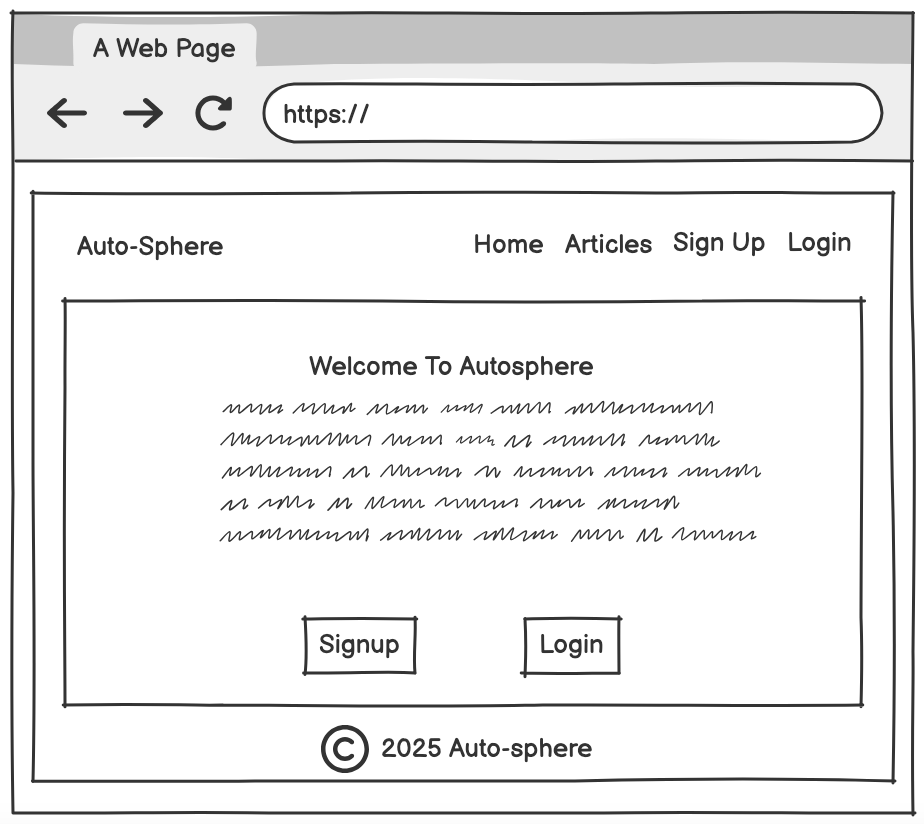 A Web Page
https://
Auto-Sphere Home Articles Sign Up Login
Welcome To Autosphere
Signup Login
© 2025 Auto-sphere